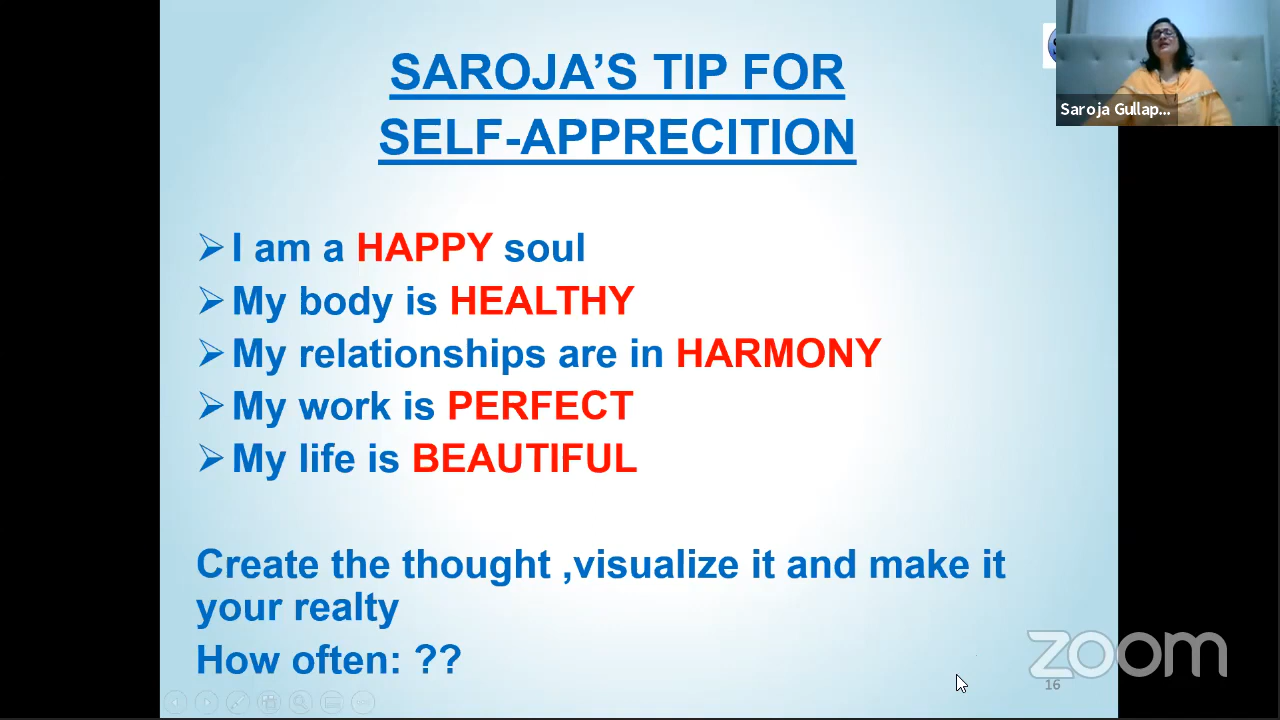 SAROJA’S TIP FOR
SELF-APPRECITION
Saroja Gullap...
I am a HAPPY soul
My body is HEALTHY
My relationships are in HARMONY
My work is PERFECT
My life is BEAUTIFUL
Create the thought ,visualize it and make it
your realty
How often: ??
zoom
16